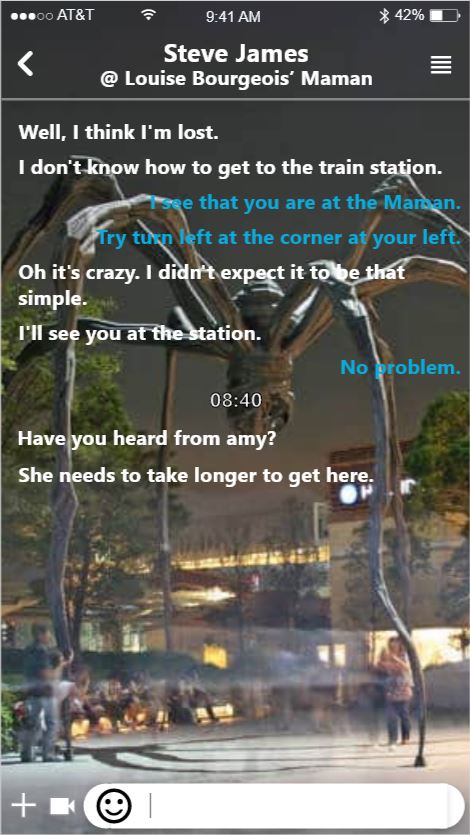 AT&T 9:41 AM 42%
Steve James
@ Louise Bourgeois’ Maman
Well, I think I'm lost.
I don't know how to get to the train station.
I see that you are at the Maman.
Try turn left at the corner at your left.
Oh it's crazy. I didn't expect it to be that
simple.
I'll see you at the station.
No problem.
08:40
Have you heard from amy?
She needs to take longer to get here.